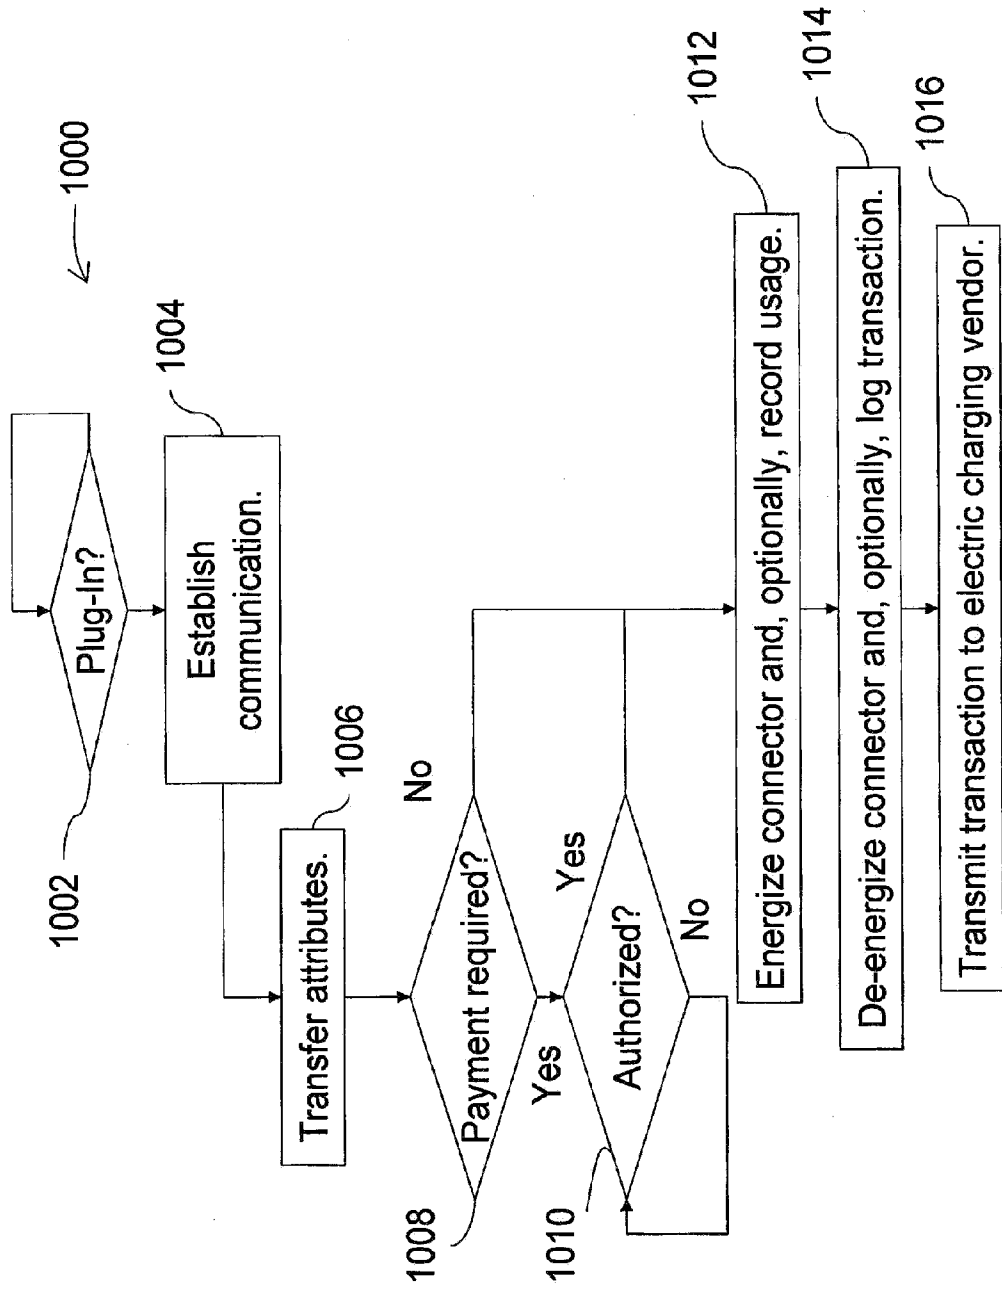 1000
Plug-In?
1002
Establish
communication.
1004
Transfer attributes.
1006
Payment required?
1008
No
Yes
Authorized?
1010
Yes
No
Energize connector and, optionally, record usage.
1012
De-energize connector and, optionally, log transaction.
1014
Transmit transaction to electric charging vendor.
1016